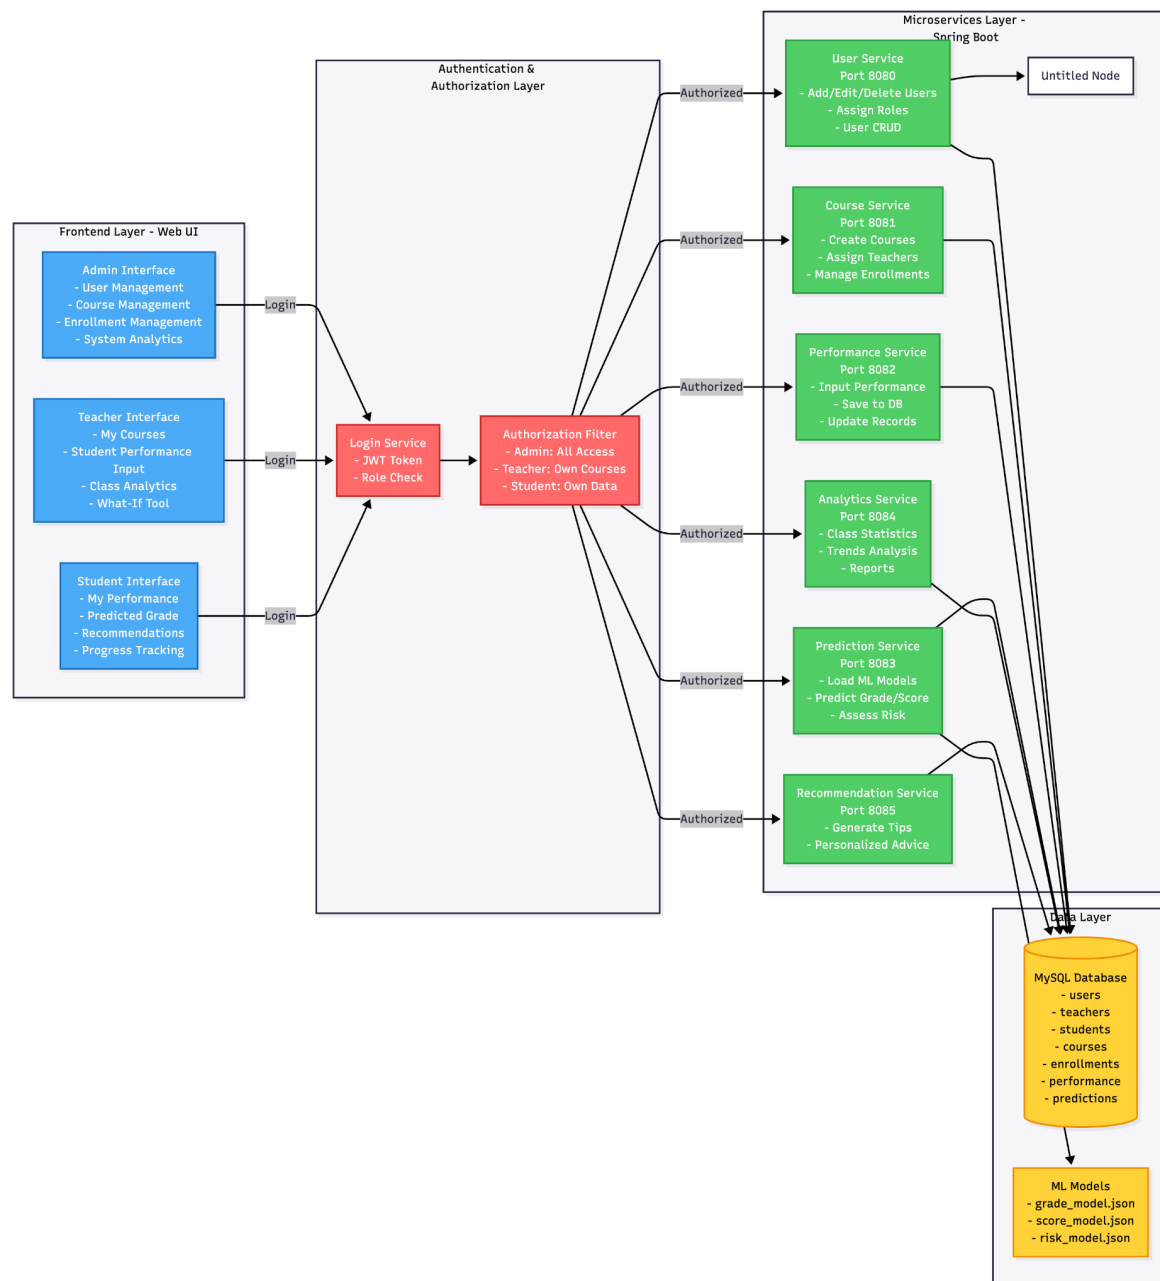 Microservices Layer -
Spring Boot
User Service
Port 8080
- Add/Edit/Delete Users
- Assign Roles
- User CRUD
Untitled Node
Authentication &
Authorization Layer
Authorized
Course Service
Port 8081
- Create Courses
- Assign Teachers
- Manage Enrollments
Authorized
Frontend Layer - Web UI
Admin Interface
- User Management
- Course Management
- Enrollment Management
- System Analytics
Login
Performance Service
Port 8082
- Input Performance
- Save to DB
- Update Records
Authorized
Teacher Interface
- My Courses
- Student Performance
Input
- Class Analytics
- What-If Tool
Login
Login Service
- JWT Token
- Role Check
Authorization Filter
- Admin: All Access
- Teacher: Own Courses
- Student: Own Data
Authorized
Analytics Service
Port 8084
- Class Statistics
- Trends Analysis
- Reports
Student Interface
- My Performance
- Predicted Grade
- Recommendations
- Progress Tracking
Login
Authorized
Prediction Service
Port 8083
- Load ML Models
- Predict Grade/Score
- Assess Risk
Authorized
Recommendation Service
Port 8085
- Generate Tips
- Personalized Advice
Data Layer
MySQL Database
- users
- teachers
- students
- courses
- enrollments
- performance
- predictions
ML Models
- grade_model.json
- score_model.json
- risk_model.json